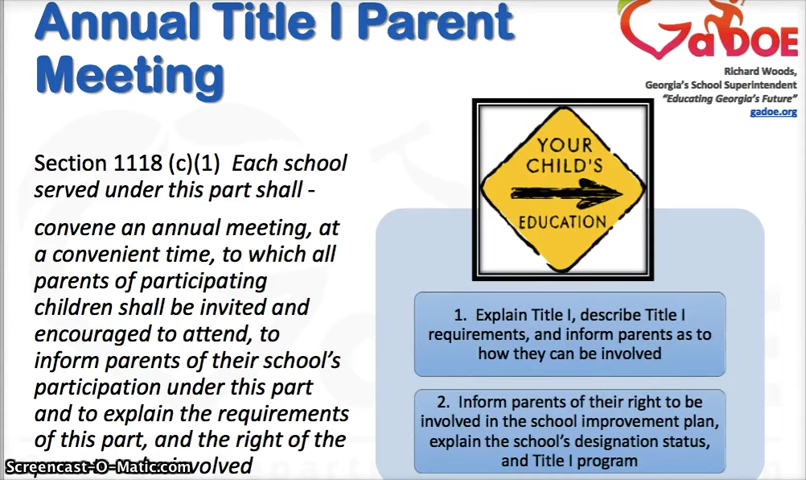 Annual Title I Parent
Meeting
GaDOE
Richard Woods,
Georgia's School Superintendent
"Educating Georgia's Future"
gadoe.org
Section 1118 (c)(1) Each school
served under this part shall -
convene an annual meeting, at
a convenient time, to which all
parents of participating
children shall be invited and
encouraged to attend, to
inform parents of their school's
participation under this part
and to explain the requirements
of this part, and the right of the
involved
YOUR
CHILD'S
EDUCATION
1. Explain Title I, describe Title I
requirements, and inform parents as to
how they can be involved
2. Inform parents of their right to be
involved in the school improvement plan,
explain the school's designation status,
and Title I program
Screencast-O-Matic.com